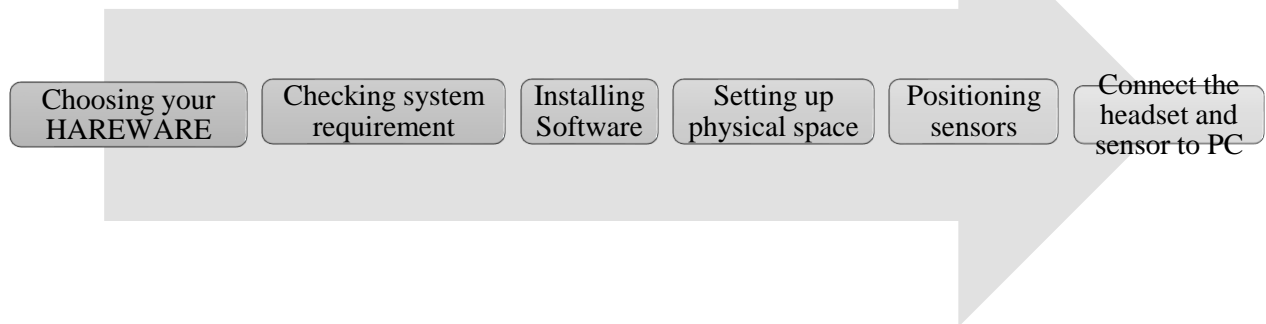 Choosing your
HAREWARE
Checking system
requirement
Installing
Software
Setting up
physical space
Positioning
sensors
Connect the
headset and
sensor to PC